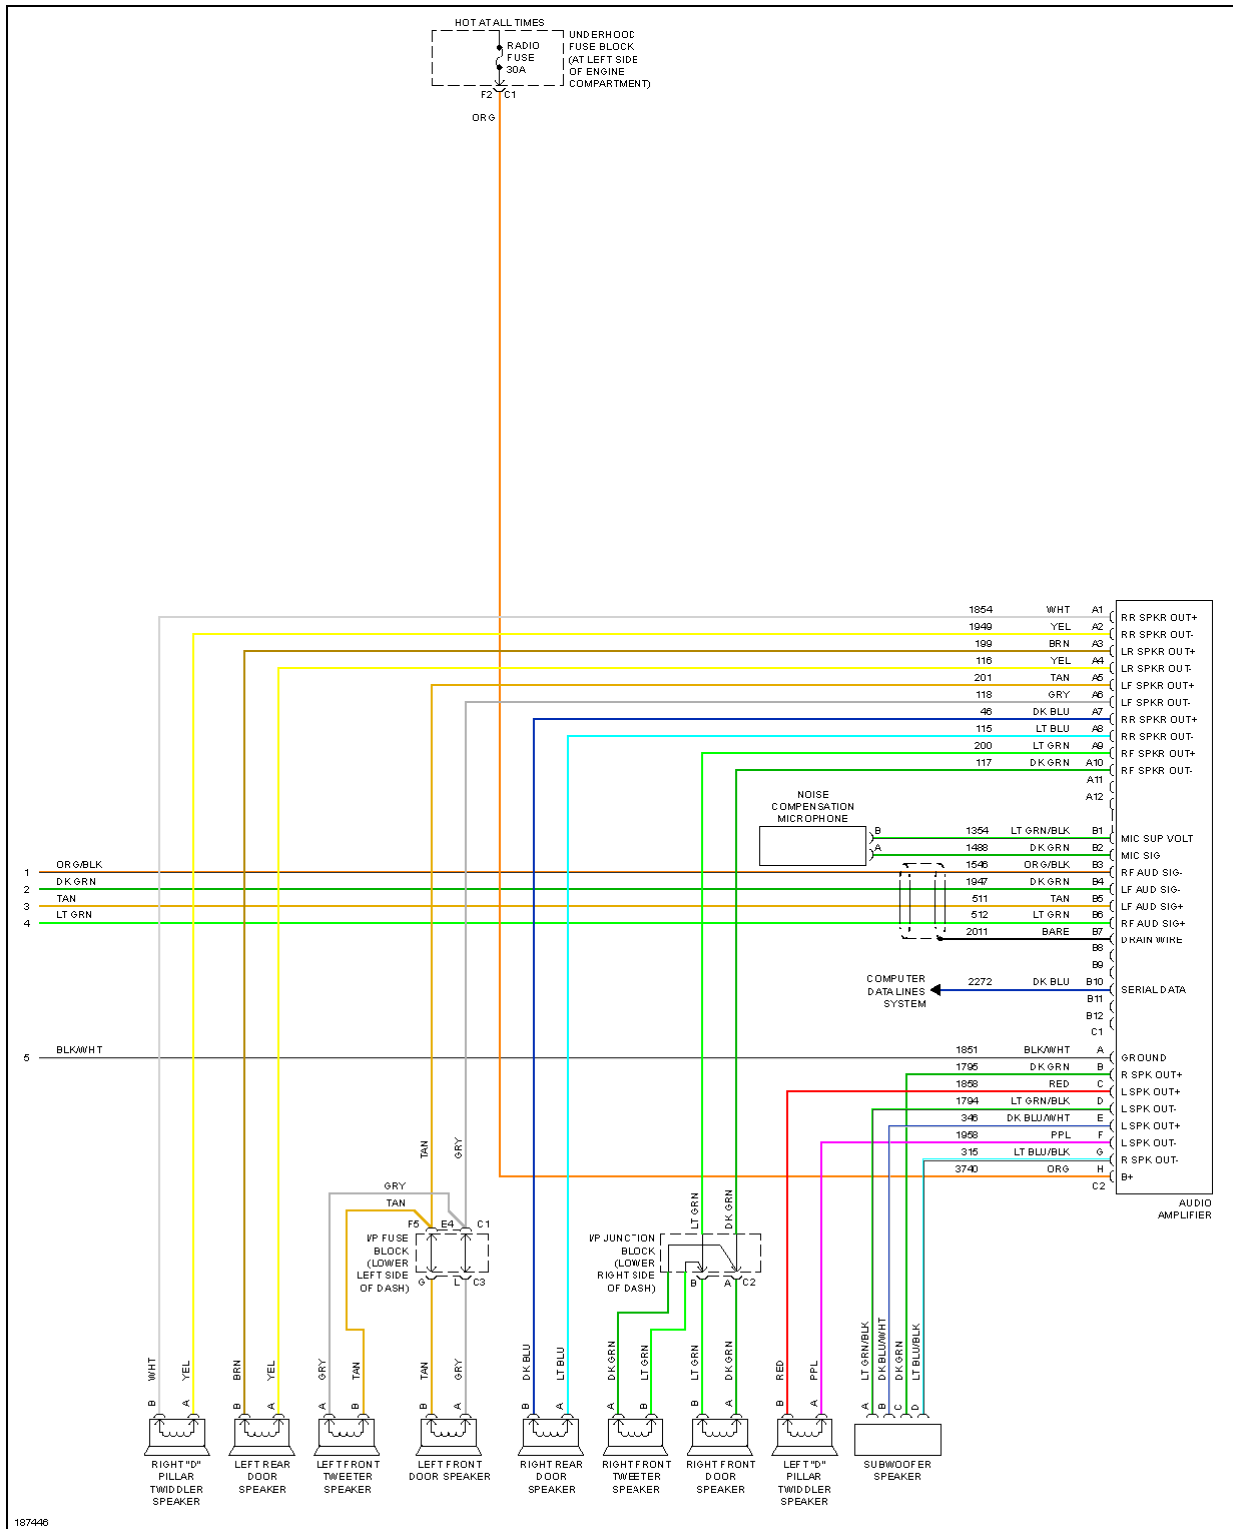 HOT AT ALL TIMES
RADIO
FUSE
30A
UNDERHOOD
FUSE BLOCK
(AT LEFT SIDE
OF ENGINE
COMPARTMENT)
F2 C1
ORG
1854 WHT A1 RR SPKR OUT+
1949 YEL A2 RR SPKR OUT-
199 BRN A3 LR SPKR OUT+
116 YEL A4 LR SPKR OUT-
201 TAN A5 LF SPKR OUT+
118 GRY A6 LF SPKR OUT-
46 DK BLU A7 RR SPKR OUT+
115 LT BLU A8 RR SPKR OUT-
200 LT GRN A9 RF SPKR OUT+
117 DK GRN A10 RF SPKR OUT-
A11
A12
NOISE
COMPENSATION
MICROPHONE
B 1354 LT GRN/BLK B1 MIC SUP VOLT
A 1488 DK GRN B2 MIC SIG
1 ORG/BLK 1546 ORG/BLK B3 RF AUD SIG-
2 DK GRN 1947 DK GRN B4 LF AUD SIG-
3 TAN 511 TAN B5 LF AUD SIG+
4 LT GRN 512 LT GRN B6 RF AUD SIG+
2011 BARE B7 DRAIN WIRE
B8
B9
COMPUTER
DATA LINES
SYSTEM
2272 DK BLU B10 SERIAL DATA
B11
B12
C1
5 BLK/WHT 1851 BLK/WHT A GROUND
1795 DK GRN B R SPK OUT+
1858 RED C L SPK OUT+
1794 LT GRN/BLK D L SPK OUT-
346 DK BLU/WHT E L SPK OUT+
1958 PPL F L SPK OUT-
315 LT BLU/BLK G R SPK OUT-
3740 ORG H B+
C2
AUDIO
AMPLIFIER
TAN GRY
GRY
TAN
LT GRN DK GRN
F5 E4 C1
I/P FUSE
BLOCK
(LOWER
LEFT SIDE
OF DASH)
G L C3
I/P JUNCTION
BLOCK
(LOWER
RIGHT SIDE
OF DASH)
B A C2
WHT YEL BRN YEL GRY TAN TAN GRY DK BLU LT BLU DK GRN LT GRN LT GRN DK GRN RED PPL LT GRN/BLK DK BLU/WHT DK GRN LT BLU/BLK
B A B A A B B A B A A B B A B A A B C D
RIGHT "D"
PILLAR
TWIDDLER
SPEAKER
LEFT REAR
DOOR
SPEAKER
LEFT FRONT
TWEETER
SPEAKER
LEFT FRONT
DOOR SPEAKER
RIGHT REAR
DOOR
SPEAKER
RIGHT FRONT
TWEETER
SPEAKER
RIGHT FRONT
DOOR
SPEAKER
LEFT "D"
PILLAR
TWIDDLER
SPEAKER
SUBWOOFER
SPEAKER
187446